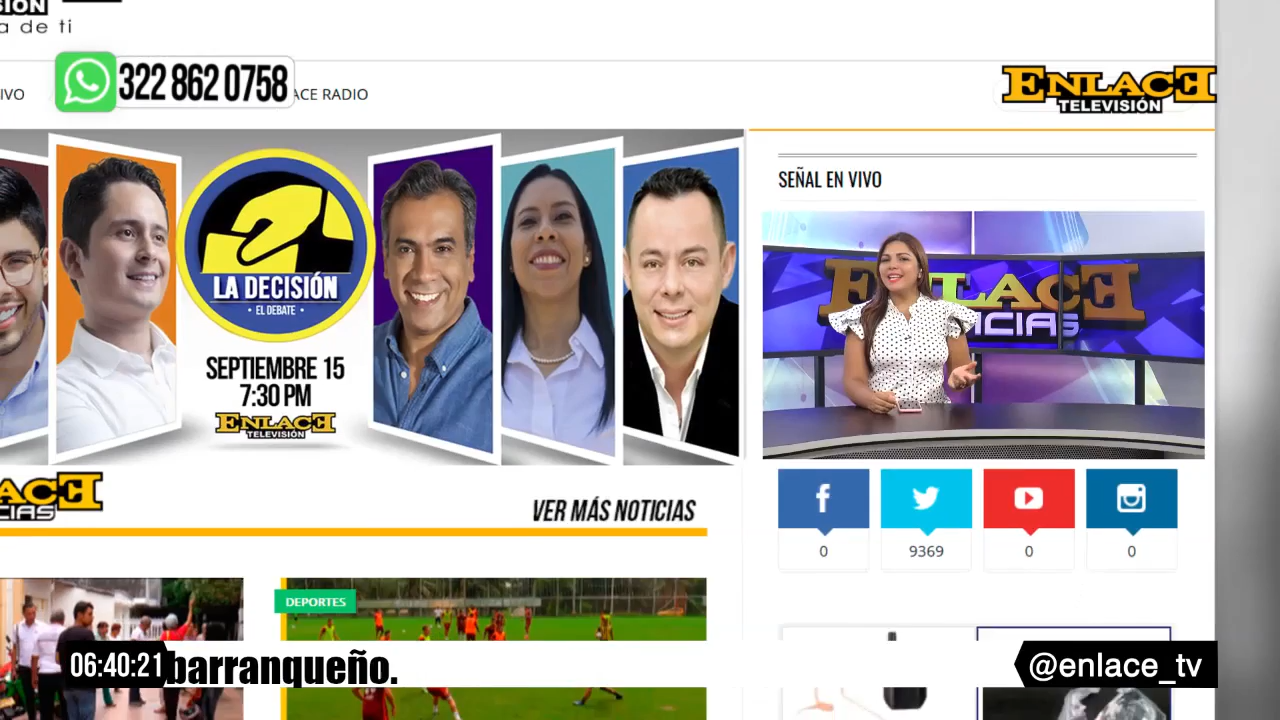 a de ti
322 862 0758
IVO
ACE RADIO
ENLACE
TELEVISIÓN
SEÑAL EN VIVO
LA DECISIÓN
• EL DEBATE •
SEPTIEMBRE 15
7:30 PM
ENLACE
TELEVISIÓN
VER MÁS NOTICIAS
0
9369
0
0
DEPORTES
06:40:21
barranqueño.
@enlace_tv